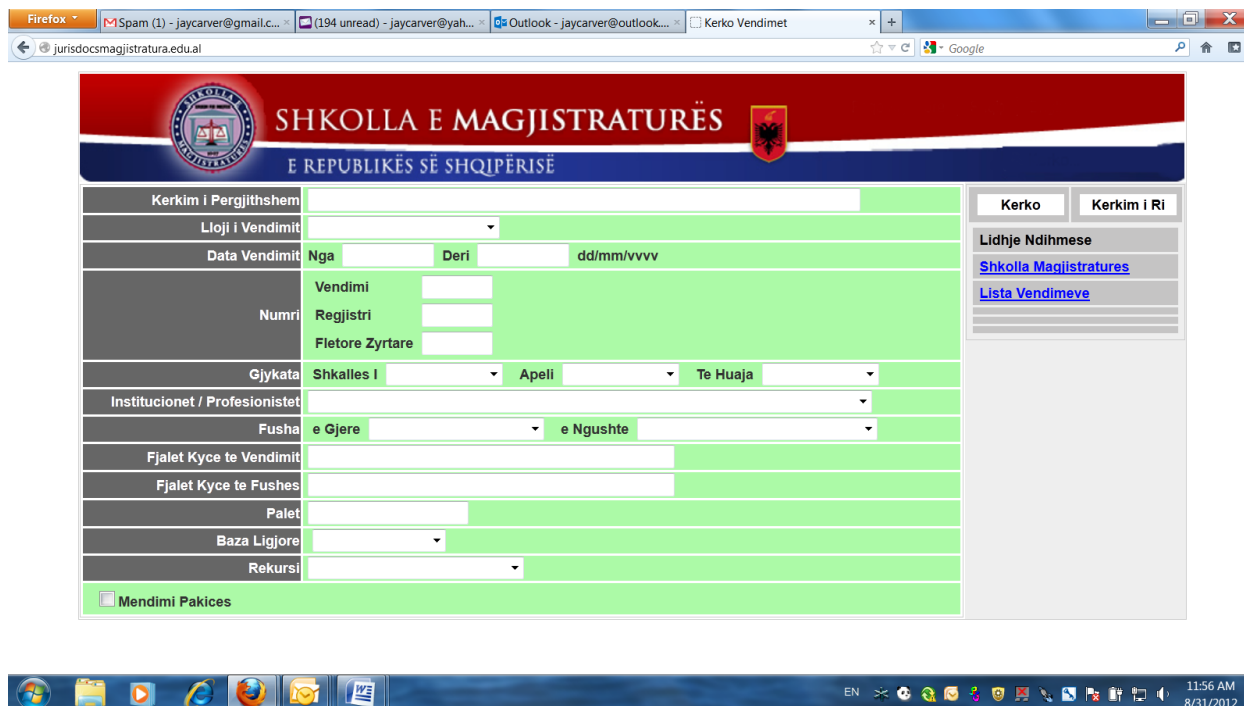 Firefox
Spam (1) - jaycarver@gmail.c...
(194 unread) - jaycarver@yah...
Outlook - jaycarver@outlook....
Kerko Vendimet
jurisdocsmagjistratura.edu.al
Google
SHKOLLA E MAGJISTRATURËS
E REPUBLIKËS SË SHQIPËRISË
Kerkim i Pergjithshem
Lloji i Vendimit
Data Vendimit Nga Deri dd/mm/vvvv
Numri
Vendimi
Regjistri
Fletore Zyrtare
Gjykata Shkalles I Apeli Te Huaja
Institucionet / Profesionistet
Fusha e Gjere e Ngushte
Fjalet Kyce te Vendimit
Fjalet Kyce te Fushes
Palet
Baza Ligjore
Rekursi
Mendimi Pakices
Kerko Kerkim i Ri
Lidhje Ndihmese
Shkolla Magjistratures
Lista Vendimeve
EN
11:56 AM
8/31/2012